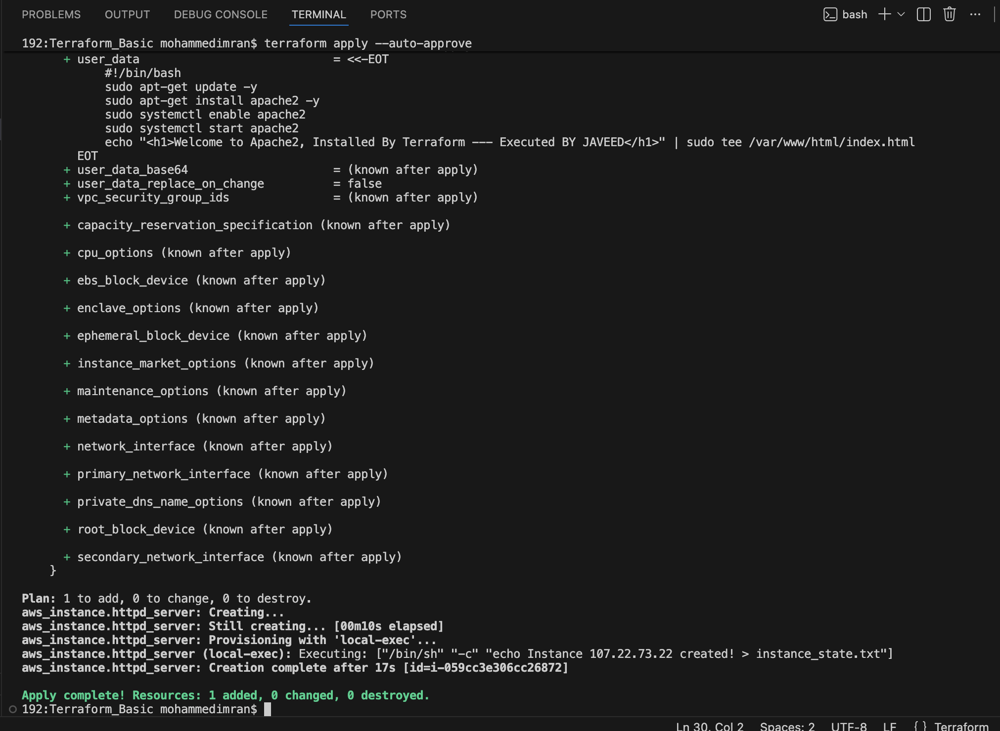 PROBLEMS OUTPUT DEBUG CONSOLE TERMINAL PORTS bash
192:Terraform_Basic mohammedimran$ terraform apply --auto-approve
+ user_data = <<-EOT
#!/bin/bash
sudo apt-get update -y
sudo apt-get install apache2 -y
sudo systemctl enable apache2
sudo systemctl start apache2
echo "<h1>Welcome to Apache2, Installed By Terraform --- Executed BY JAVEED</h1>" | sudo tee /var/www/html/index.html
EOT
+ user_data_base64 = (known after apply)
+ user_data_replace_on_change = false
+ vpc_security_group_ids = (known after apply)
+ capacity_reservation_specification (known after apply)
+ cpu_options (known after apply)
+ ebs_block_device (known after apply)
+ enclave_options (known after apply)
+ ephemeral_block_device (known after apply)
+ instance_market_options (known after apply)
+ maintenance_options (known after apply)
+ metadata_options (known after apply)
+ network_interface (known after apply)
+ primary_network_interface (known after apply)
+ private_dns_name_options (known after apply)
+ root_block_device (known after apply)
+ secondary_network_interface (known after apply)
}
Plan: 1 to add, 0 to change, 0 to destroy.
aws_instance.httpd_server: Creating...
aws_instance.httpd_server: Still creating... [00m10s elapsed]
aws_instance.httpd_server: Provisioning with 'local-exec'...
aws_instance.httpd_server (local-exec): Executing: ["/bin/sh" "-c" "echo Instance 107.22.73.22 created! > instance_state.txt"]
aws_instance.httpd_server: Creation complete after 17s [id=i-059cc3e306cc26872]
Apply complete! Resources: 1 added, 0 changed, 0 destroyed.
192:Terraform_Basic mohammedimran$
Ln 30, Col 2 Spaces: 2 UTF-8 LF { } Terraform